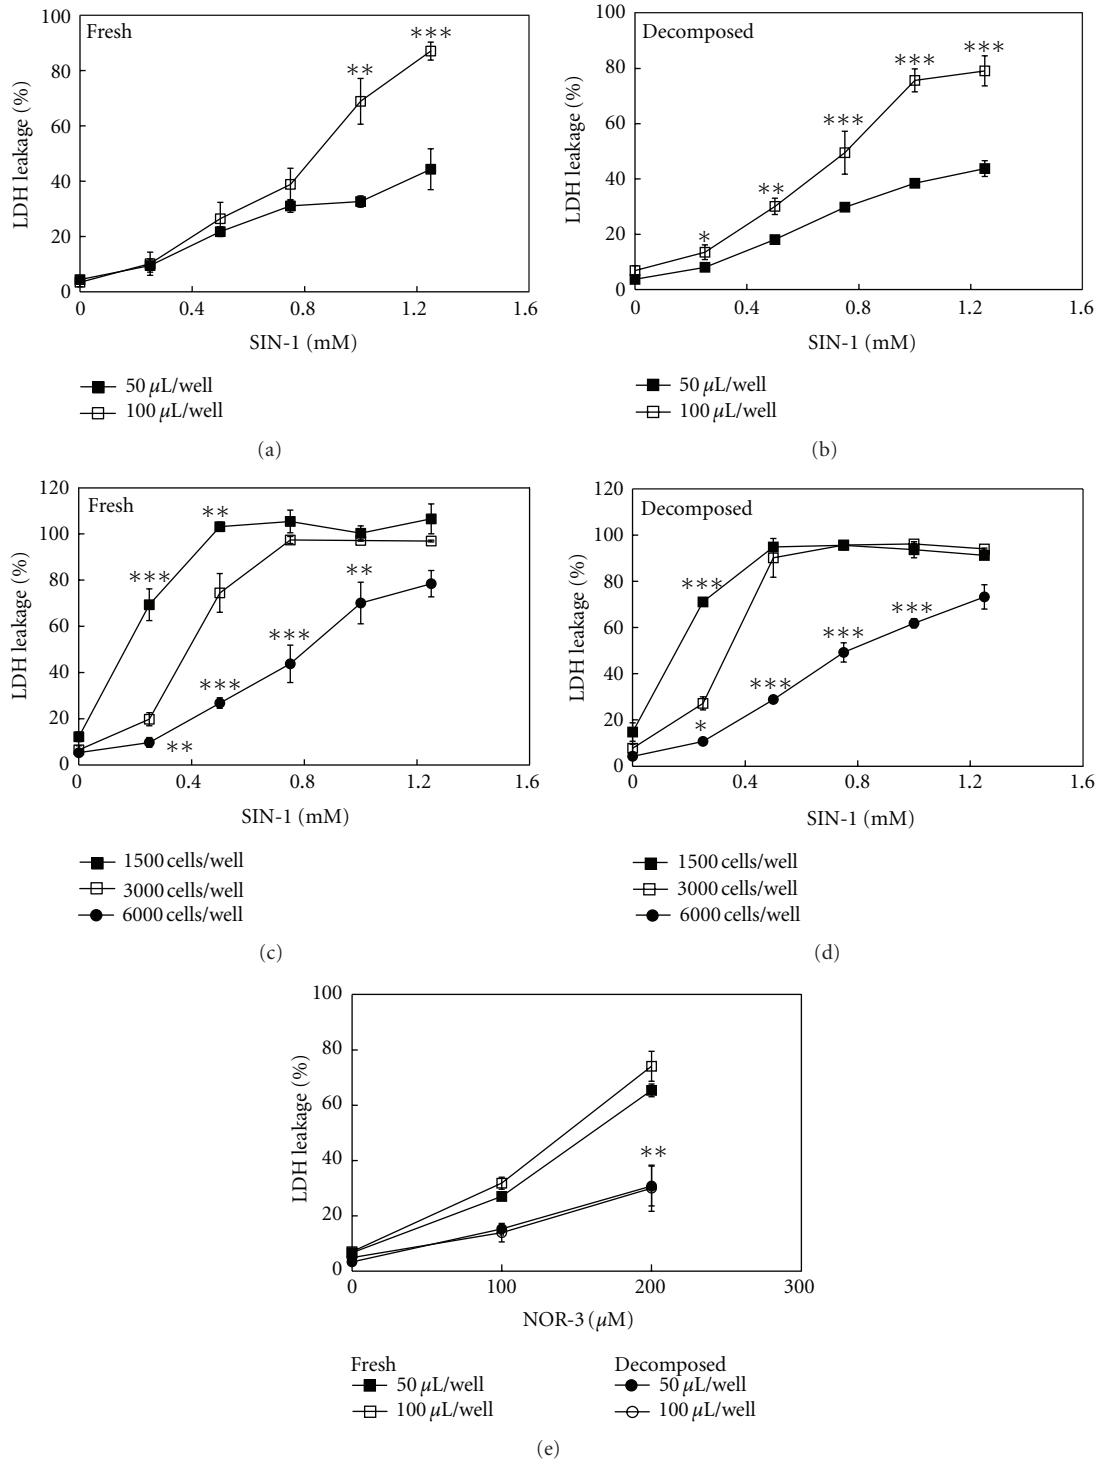 100
80
60
40
20
0
LDH leakage (%)
Fresh
**
***
0
0.4
0.8
1.2
1.6
SIN-1 (mM)
50 µL/well
100 µL/well
(a)
100
80
60
40
20
0
LDH leakage (%)
Decomposed
*
**
***
***
***
0
0.4
0.8
1.2
1.6
SIN-1 (mM)
50 µL/well
100 µL/well
(b)
120
100
80
60
40
20
0
LDH leakage (%)
Fresh
***
**
**
***
***
**
0
0.4
0.8
1.2
1.6
SIN-1 (mM)
1500 cells/well
3000 cells/well
6000 cells/well
(c)
120
100
80
60
40
20
0
LDH leakage (%)
Decomposed
***
*
***
***
***
0
0.4
0.8
1.2
1.6
SIN-1 (mM)
1500 cells/well
3000 cells/well
6000 cells/well
(d)
100
80
60
40
20
0
LDH leakage (%)
**
0
100
200
300
NOR-3 (µM)
Fresh
50 µL/well
100 µL/well
Decomposed
50 µL/well
100 µL/well
(e)